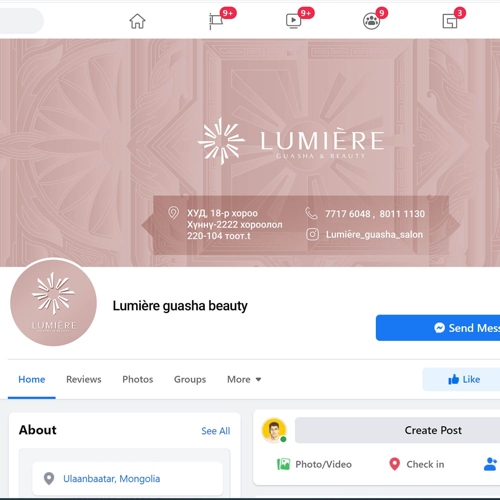 9+
9+
9
3
LUMIÈRE
GUASHA & BEAUTY
ХУД, 18-р хороо
Хүннү-2222 хороолол
220-104 тоот.t
7717 6048 , 8011 1130
Lumière_guasha_salon
LUMIÈRE
Lumière guasha beauty
Send Mess
Home
Reviews
Photos
Groups
More
Like
About
See All
Ulaanbaatar, Mongolia
Create Post
Photo/Video
Check in